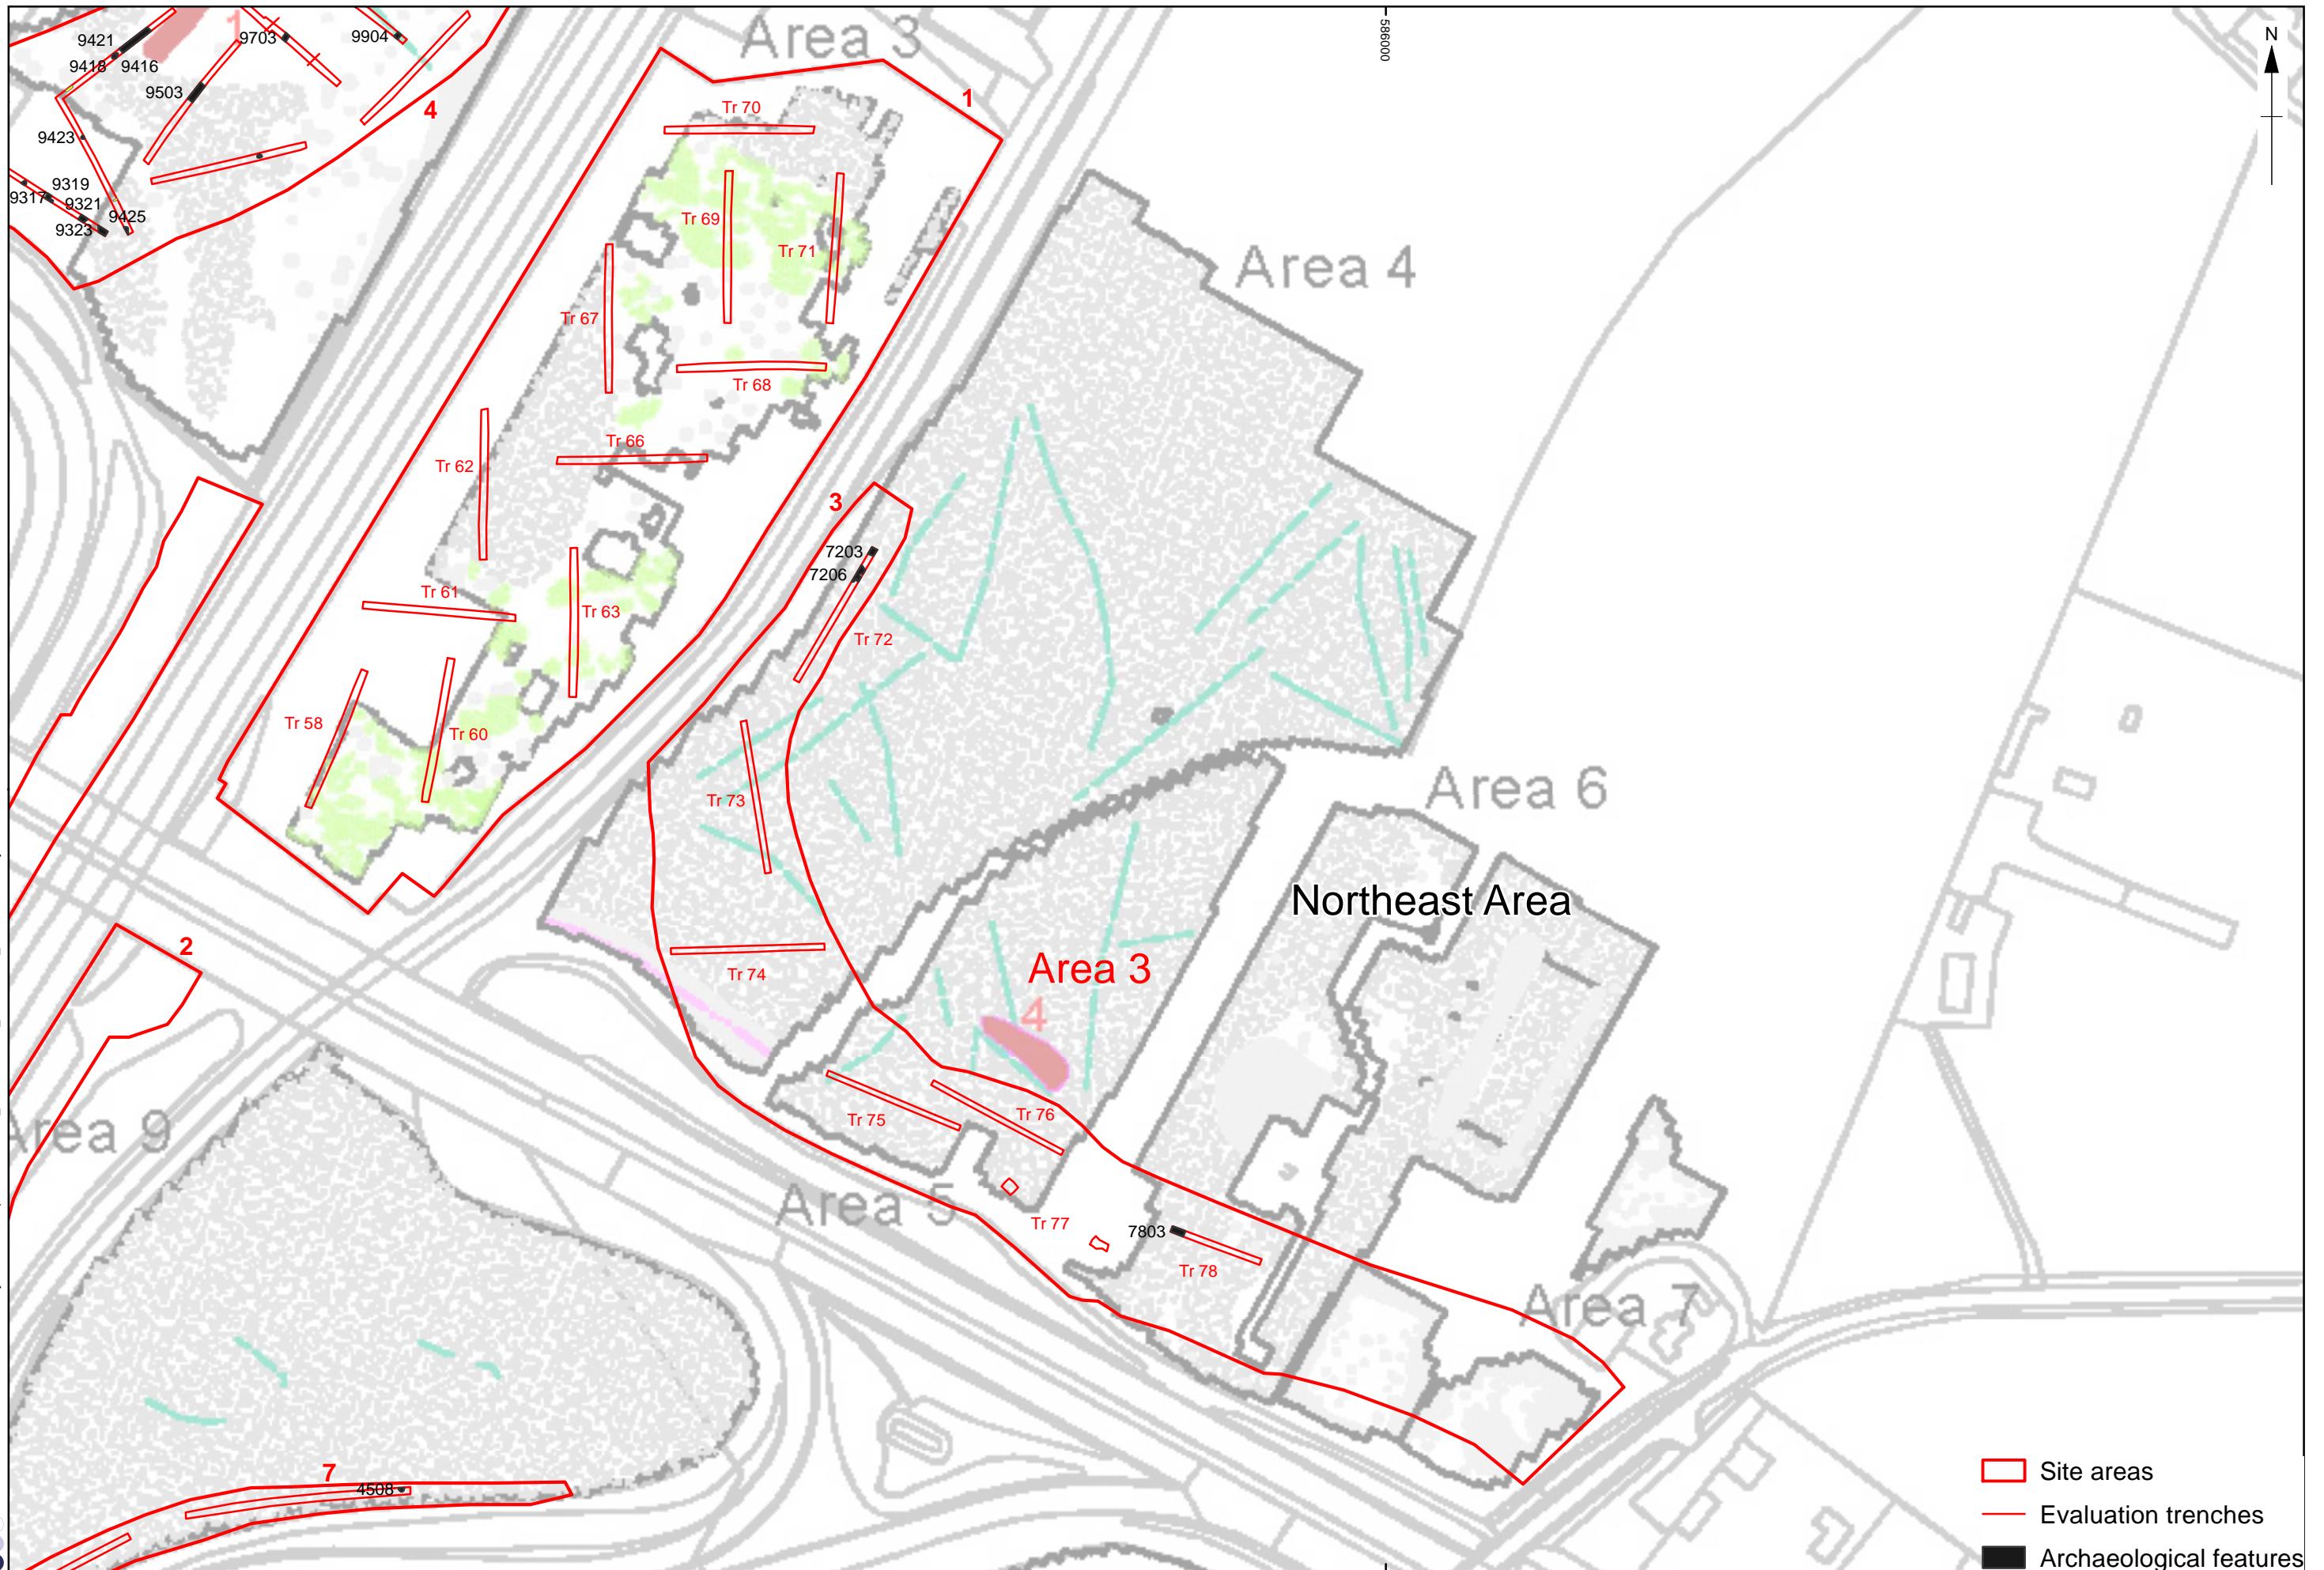 Area 3
586000
N
9421
1
9703
9904
9418
9416
9503
4
1
Tr 70
9423
9319
9317
9321
9425
9323
Tr 69
Tr 71
Area 4
Tr 67
Tr 68
Tr 66
Tr 62
3
7203
7206
Tr 61
Tr 63
Tr 72
Tr 58
Tr 60
Tr 73
Area 6
Northeast Area
2
Tr 74
Area 3
4
Tr 76
Tr 75
Area 9
Area 5
Tr 77
7803
Tr 78
Area 7
7
4508
Site areas
Evaluation trenches
Archaeological features